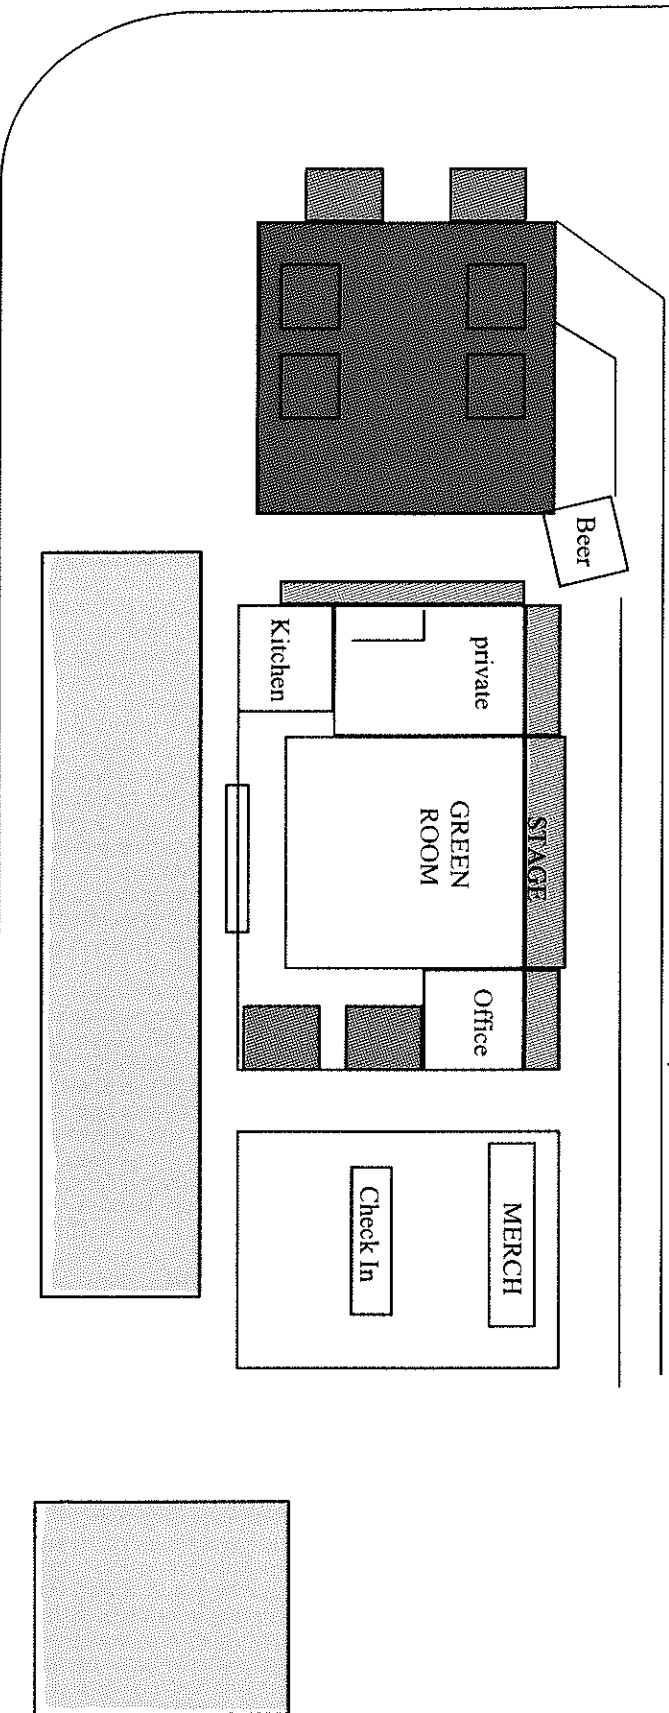 Beer
Kitchen
private
STAGE
GREEN
ROOM
Office
MERCH
Check In